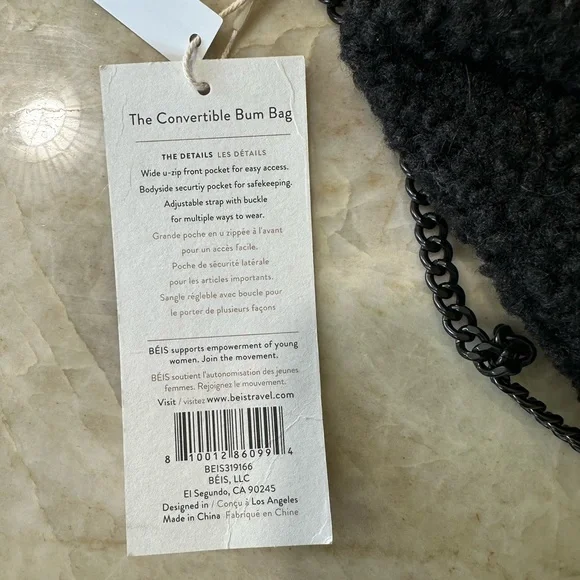 The Convertible Bum Bag
THE DETAILS LES DÉTAILS
Wide u-zip front pocket for easy access.
Bodyside securtiy pocket for safekeeping.
Adjustable strap with buckle
for multiple ways to wear.
Grande poche en u zippée à l'avant
pour un accès facile.
Poche de sécurité latérale
pour les articles importants.
Sangle régleble avec boucle pour
le porter de plusieurs façons
BÉIS supports empowerment of young
women. Join the movement.
BÉIS soutient l'autonomisation des jeunes
femmes. Rejoignez le mouvement.
Visit / visitez www.beistravel.com
8 10012 86099 4
BEIS319166
BÉIS, LLC
El Segundo, CA 90245
Designed in / Conçu à Los Angeles
Made in China Fabriqué en Chine